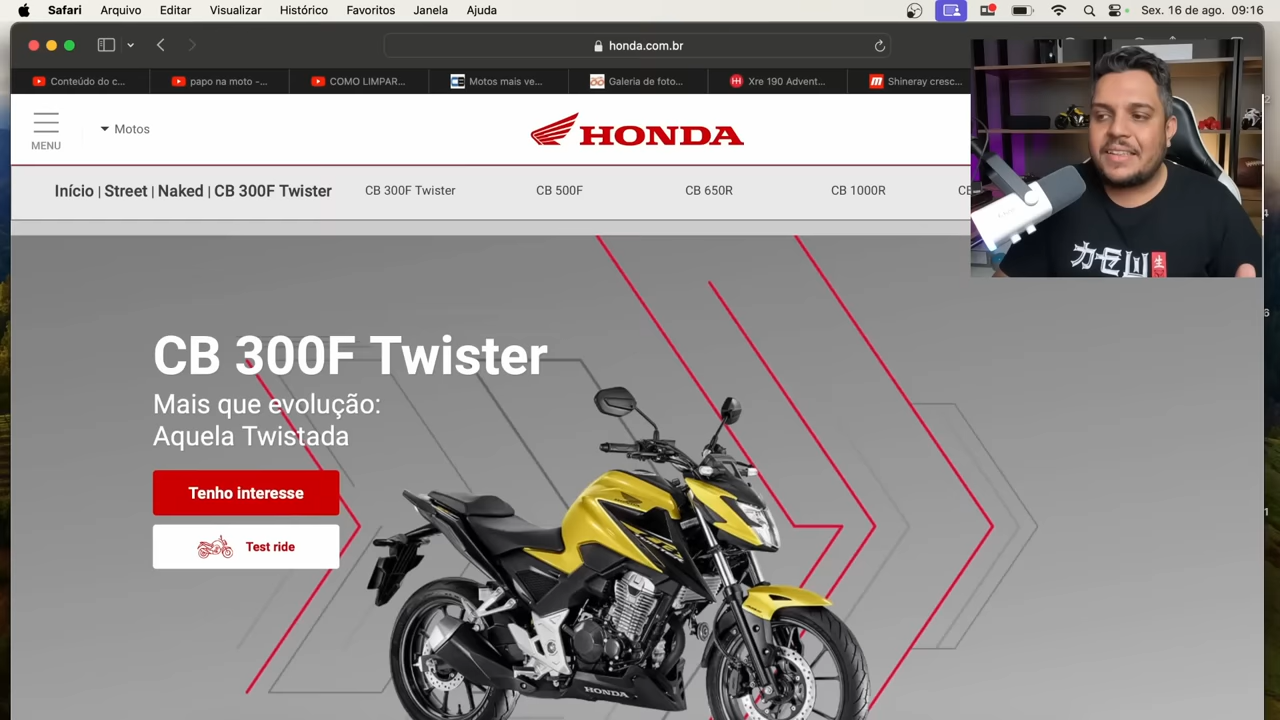 Safari Arquivo Editar Visualizar Histórico Favoritos Janela Ajuda Sex. 16 de ago. 09:16
honda.com.br
Conteúdo do c... papo na moto -... COMO LIMPAR... Motos mais ve... Galeria de foto... Xre 190 Advent... Shineray cresc...
MENU
Motos
HONDA
Início | Street | Naked | CB 300F Twister
CB 300F Twister CB 500F CB 650R CB 1000R
CB 300F Twister
Mais que evolução:
Aquela Twistada
Tenho interesse
Test ride
HONDA